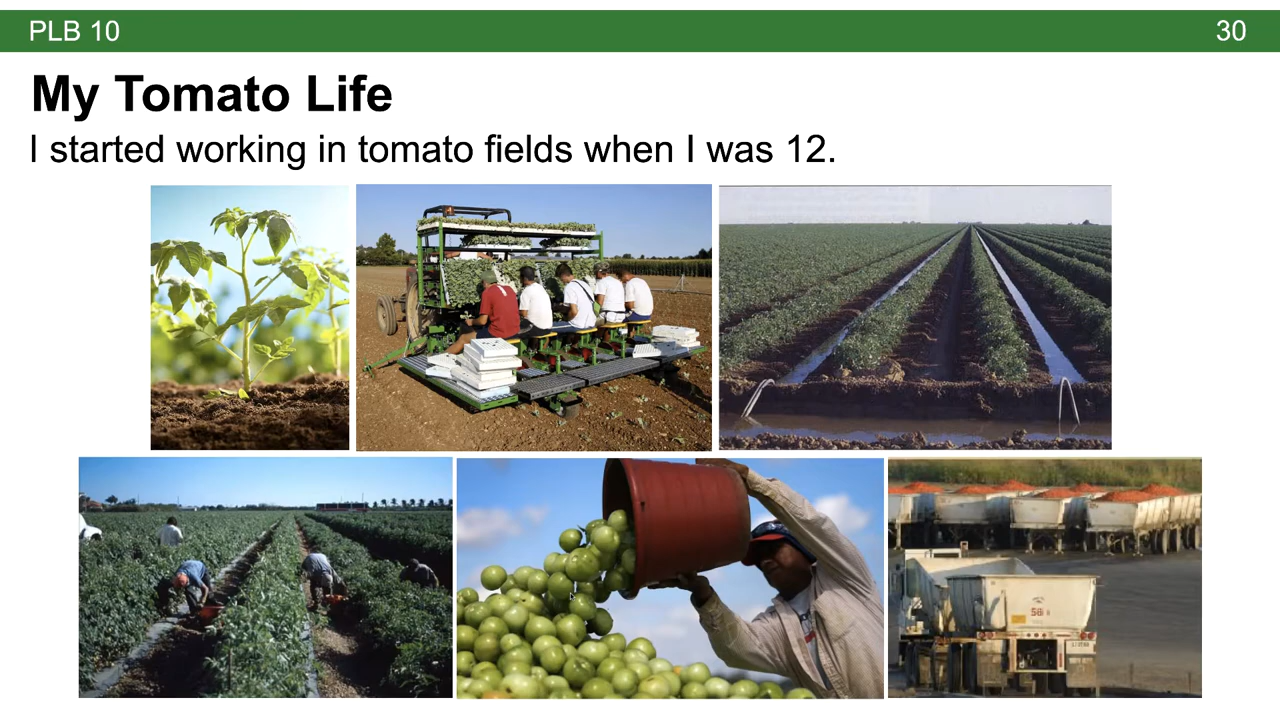 PLB 10
30
My Tomato Life
I started working in tomato fields when I was 12.